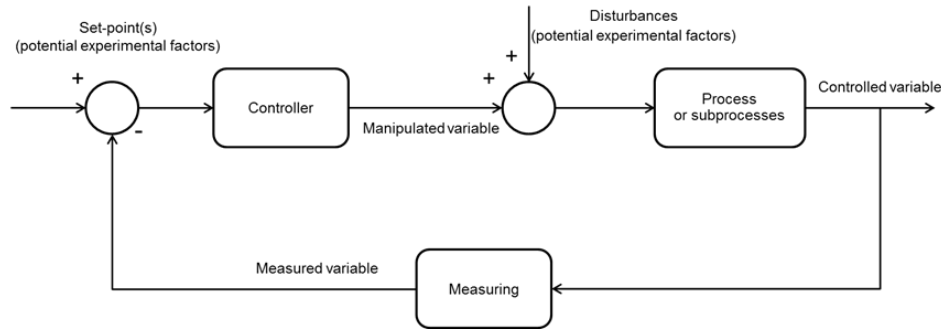 Set-point(s)
(potential experimental factors)
Disturbances
(potential experimental factors)
+
+
+
-
Controller
Manipulated variable
Process
or subprocesses
Controlled variable
Measured variable
Measuring